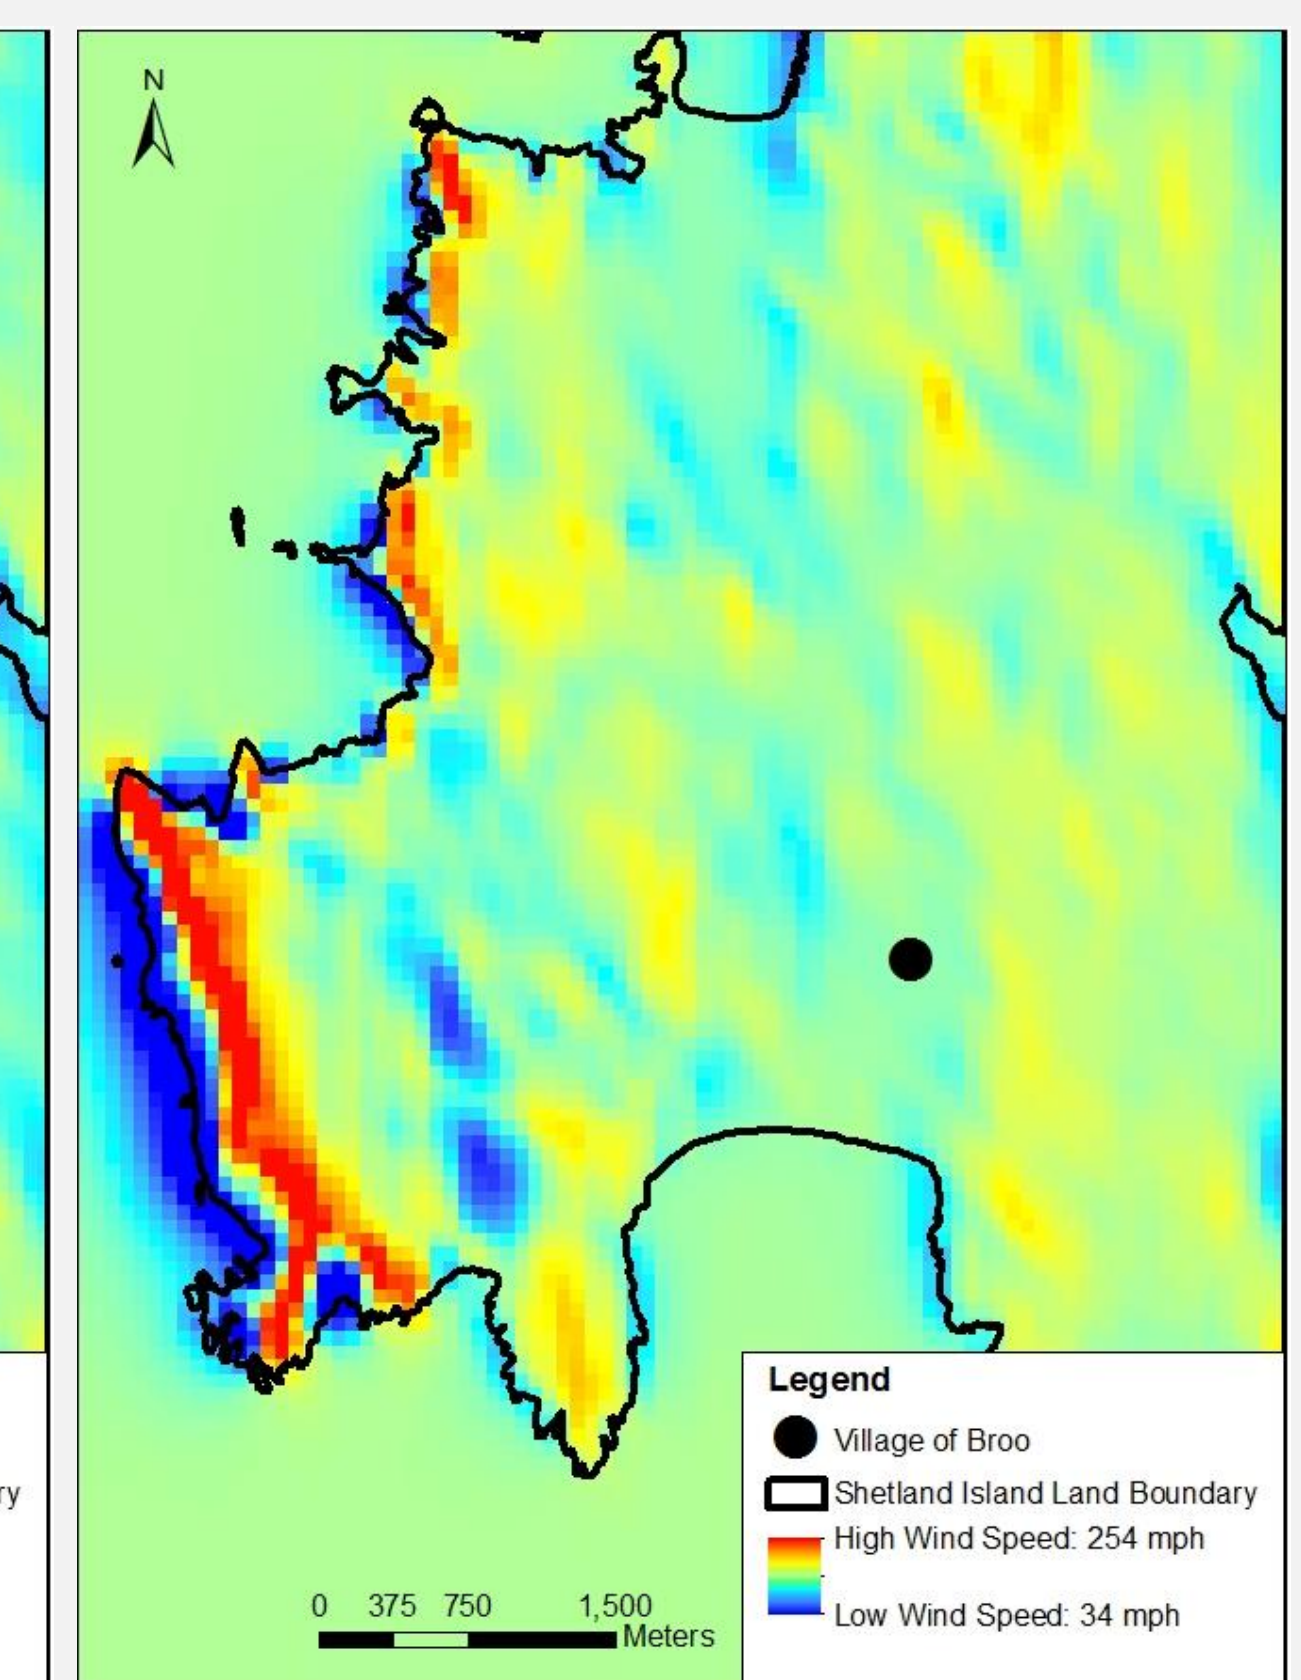 N
ry
Legend
Village of Broo
Shetland Island Land Boundary
High Wind Speed: 254 mph
Low Wind Speed: 34 mph
0 375 750 1,500
Meters